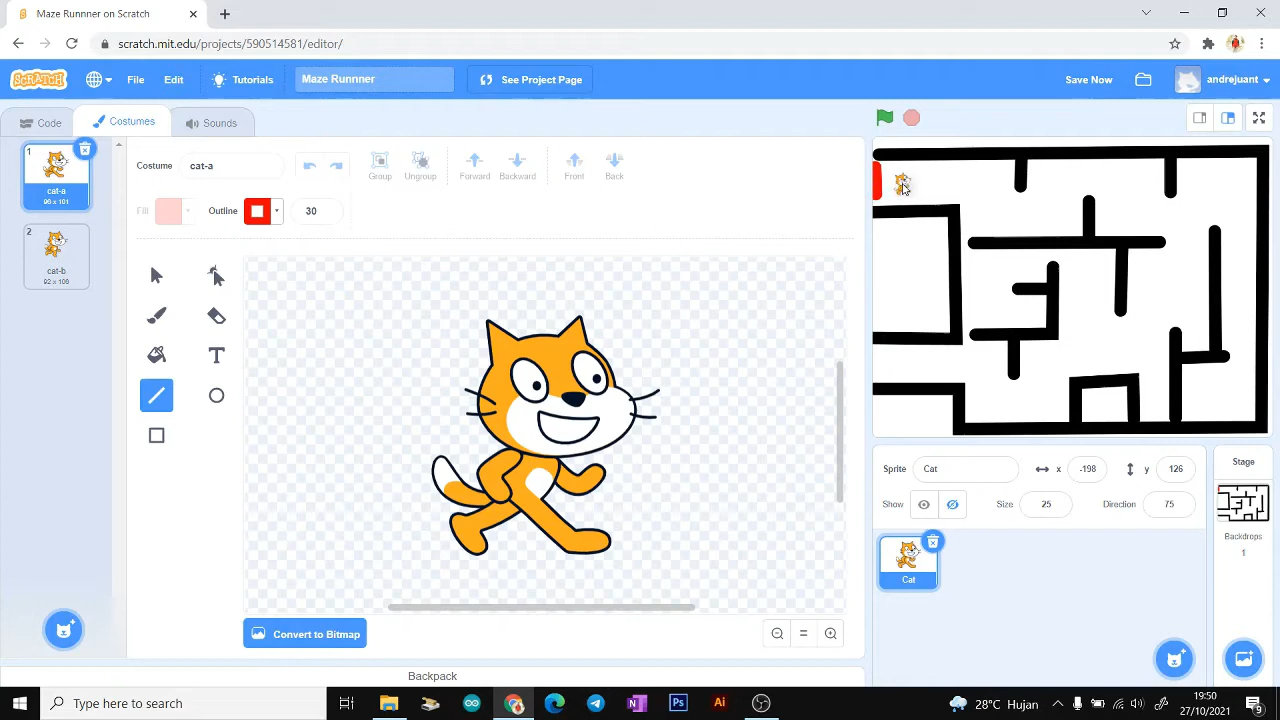 Maze Runnner on Scratch
scratch.mit.edu/projects/590514581/editor/
SCRATCH
File
Edit
Tutorials
Maze Runnner
See Project Page
Save Now
andrejuant
Code
Costumes
Sounds
1
cat-a
96 x 101
2
cat-b
92 x 106
Costume
cat-a
Group
Ungroup
Forward
Backward
Front
Back
Fill
Outline
30
T
Convert to Bitmap
Backpack
Sprite
Cat
x
-198
y
126
Show
Size
25
Direction
75
Cat
Stage
Backdrops
1
Type here to search
Ps
Ai
28°C Hujan
19:50
27/10/2021